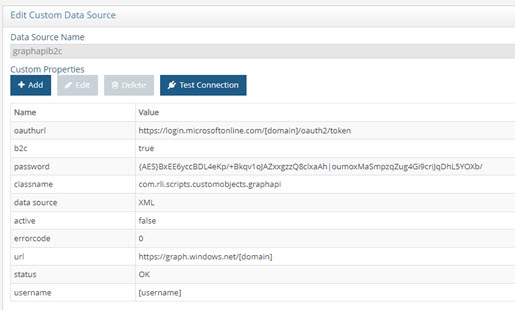 Edit Custom Data Source
Data Source Name
graphapib2c
Custom Properties
Add Edit Delete Test Connection
Name Value
oauthurl https://login.microsoftonline.com/[domain]/oauth2/token
b2c true
password {AES}BxEE6yccBDL4eKp/+Bkqv1oJAZxxgzzQ8clxaAh|oumoxMaSmpzqZug4Gi9criJqDhL5YOXb/
classname com.rli.scripts.customobjects.graphapi
data source XML
active false
errorcode 0
url https://graph.windows.net/[domain]
status OK
username [username]